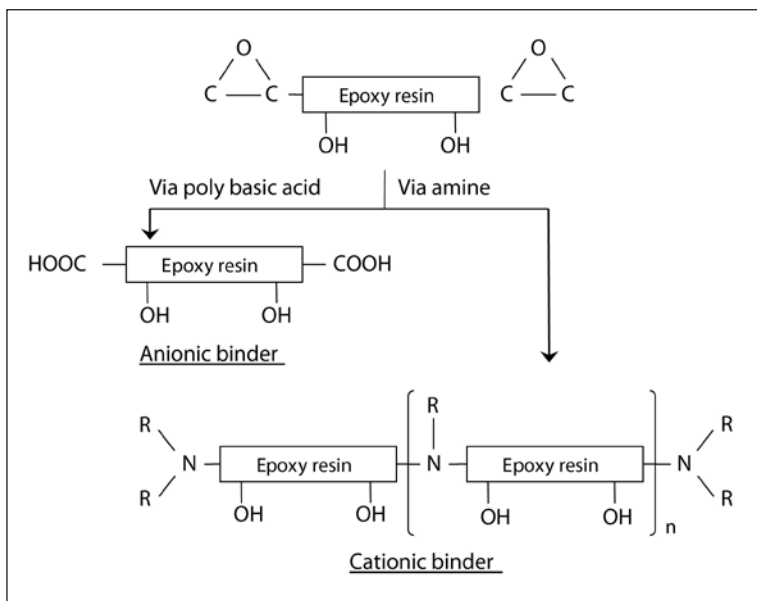 O O
C C Epoxy resin C C
OH OH
Via poly basic acid Via amine
HOOC Epoxy resin COOH
OH OH
Anionic binder
R R R
N Epoxy resin N Epoxy resin N
R R
OH OH OH OH
n
Cationic binder